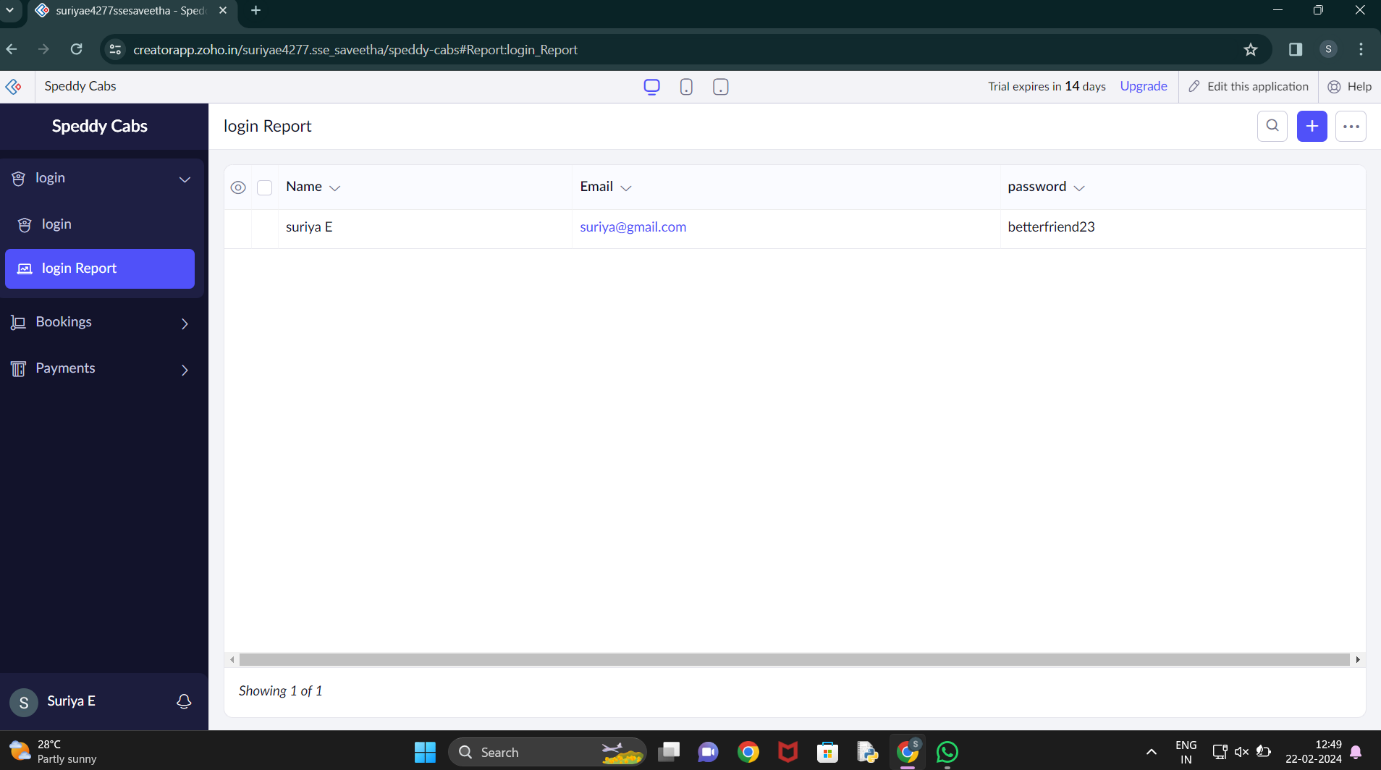 suriyae4277ssesaveetha - Sped
creatorapp.zoho.in/suriyae4277.sse_saveetha/speddy-cabs#Report:login_Report
S
Speddy Cabs
Trial expires in 14 days
Upgrade
Edit this application
Help
Speddy Cabs
login Report
login
login
login Report
Bookings
Payments
Name
Email
password
suriya E
suriya@gmail.com
betterfriend23
Showing 1 of 1
S
Suriya E
28°C
Partly sunny
Search
S
ENG
IN
12:49
22-02-2024